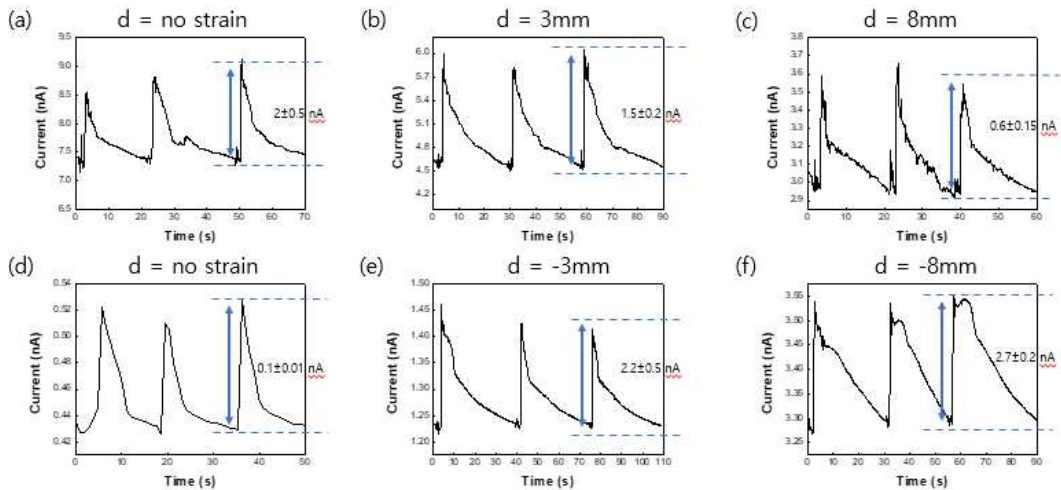 (a) d = no strain
9.5
9.0
8.5
8.0
7.5
7.0
6.5
0 10 20 30 40 50 60 70
Current (nA)
Time (s)
2±0.5 nA
(b) d = 3mm
6.0
5.7
5.4
5.1
4.8
4.5
4.2
0 10 20 30 40 50 60 70 80 90
Current (nA)
Time (s)
1.5±0.2 nA
(c) d = 8mm
3.8
3.7
3.6
3.5
3.4
3.3
3.2
3.1
3.0
2.9
0 10 20 30 40 50 60
Current (nA)
Time (s)
0.6±0.15 nA
(d) d = no strain
0.54
0.52
0.50
0.48
0.46
0.44
0.42
0 10 20 30 40 50
Current (nA)
Time (s)
0.1±0.01 nA
(e) d = -3mm
1.50
1.45
1.40
1.35
1.30
1.25
1.20
0 10 20 30 40 50 60 70 80 90 100 110
Current (nA)
Time (s)
2.2±0.5 nA
(f) d = -8mm
3.55
3.50
3.45
3.40
3.35
3.30
3.25
0 10 20 30 40 50 60 70 80 90
Current (nA)
Time (s)
2.7±0.2 nA